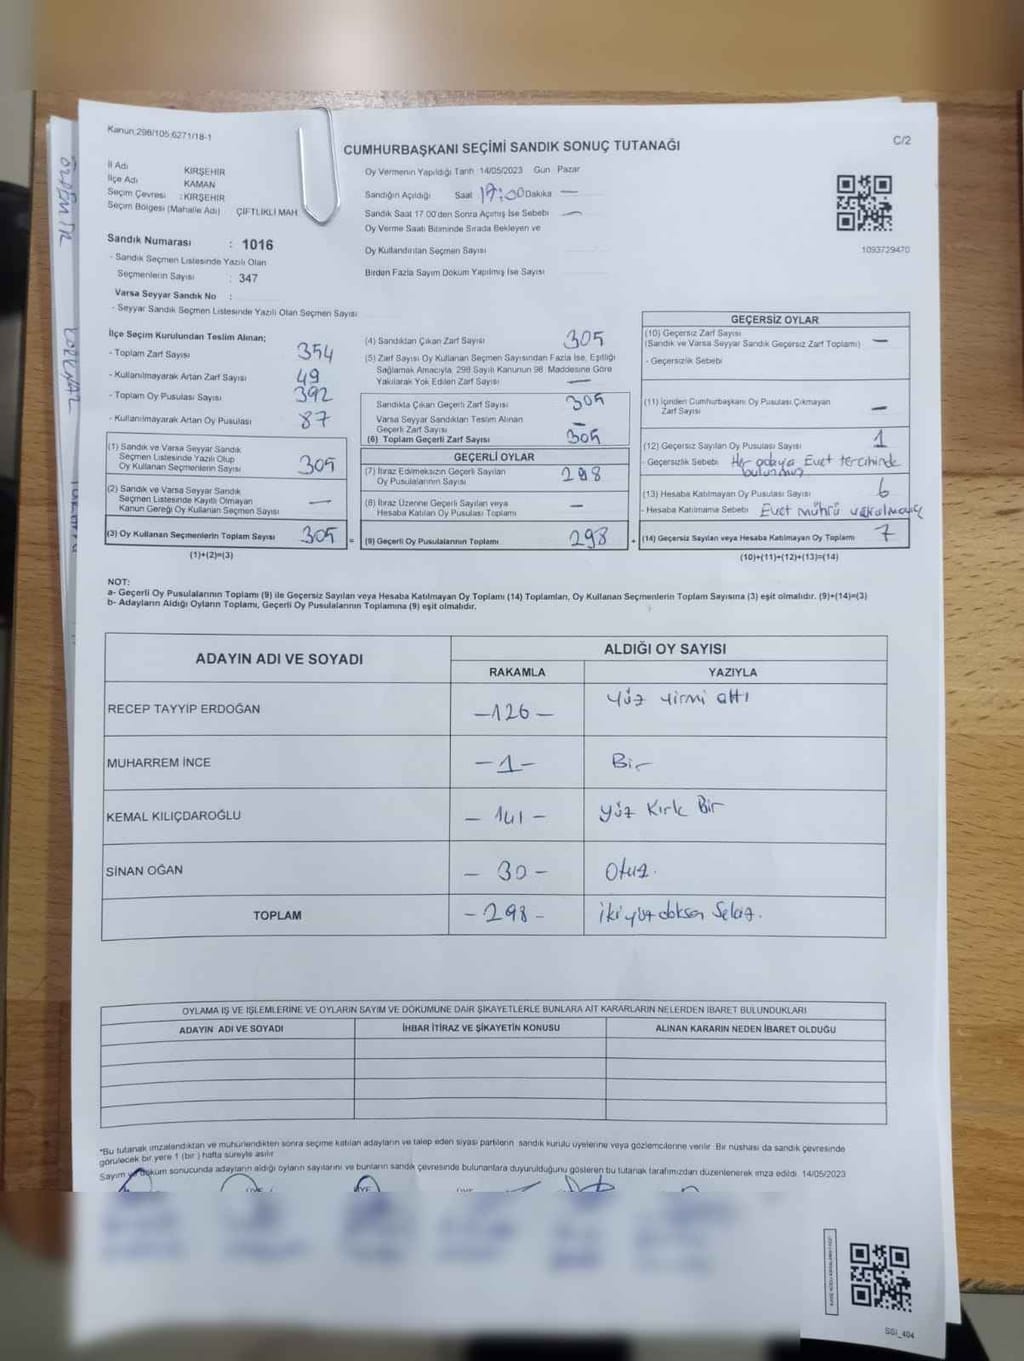 Kanun,298/105;6271/18-1
CUMHURBAŞKANI SEÇİMİ SANDIK SONUÇ TUTANAĞI
C/2
İl Adı KIRŞEHİR
İlçe Adı KAMAN
Seçim Çevresi :KIRŞEHİR
Seçim Bölgesi (Mahalle Adı) ÇİFTLİKLİ MAH
Sandık Numarası : 1016
- Sandık Seçmen Listesinde Yazılı Olan
Seçmenlerin Sayısı : 347
Varsa Seyyar Sandık No :
- Seyyar Sandık Seçmen Listesinde Yazılı Olan Seçmen Sayısı
Oy Vermenin Yapıldığı Tarih 14/05/2023 Gün Pazar
Sandığın Açıldığı Saat 17:00 Dakika —
Sandık Saat 17 00'den Sonra Açılmış İse Sebebi —
Oy Verme Saati Bitiminde Sırada Bekleyen ve
Oy Kullandırılan Seçmen Sayısı
Birden Fazla Sayım Döküm Yapılmış İse Sayısı
1093729470
İlçe Seçim Kurulundan Teslim Alınan;
- Toplam Zarf Sayısı 354
- Kullanılmayarak Artan Zarf Sayısı 49
- Toplam Oy Pusulası Sayısı 392
- Kullanılmayarak Artan Oy Pusulası 87
(1) Sandık ve Varsa Seyyar Sandık
Seçmen Listesinde Yazılı Olup
Oy Kullanan Seçmenlerin Sayısı 305
(2) Sandık ve Varsa Seyyar Sandık
Seçmen Listesinde Kayıtlı Olmayan
Kanun Gereği Oy Kullanan Seçmen Sayısı —
(3) Oy Kullanan Seçmenlerin Toplam Sayısı 305 =
(1)+(2)=(3)
(4) Sandıktan Çıkan Zarf Sayısı 305
(5) Zarf Sayısı Oy Kullanan Seçmen Sayısından Fazla İse, Eşitliği
Sağlamak Amacıyla, 298 Sayılı Kanunun 98. Maddesine Göre
Yakılarak Yok Edilen Zarf Sayısı —
Sandıkta Çıkan Geçerli Zarf Sayısı 305
Varsa Seyyar Sandıktan Teslim Alınan
Geçerli Zarf Sayısı —
(6) Toplam Geçerli Zarf Sayısı 305
GEÇERLİ OYLAR
(7) İtiraz Edilmeksizin Geçerli Sayılan
Oy Pusulalarının Sayısı 298
(8) İtiraz Üzerine Geçerli Sayılan veya
Hesaba Katılan Oy Pusulası Toplamı —
(9) Geçerli Oy Pusulalarının Toplamı 298 +
GEÇERSİZ OYLAR
(10) Geçersiz Zarf Sayısı
(Sandık ve Varsa Seyyar Sandık Geçersiz Zarf Toplamı) —
- Geçersizlik Sebebi
(11) İçinden Cumhurbaşkanı Oy Pusulası Çıkmayan
Zarf Sayısı —
(12) Geçersiz Sayılan Oy Pusulası Sayısı 1
- Geçersizlik Sebebi Her adaya Evet tercihinde
bulunmuş
(13) Hesaba Katılmayan Oy Pusulası Sayısı 6
- Hesaba Katılmama Sebebi Evet mührü
(14) Geçersiz Sayılan veya Hesaba Katılmayan Oy Toplamı 7
(10)+(11)+(12)+(13)=(14)
NOT:
a- Geçerli Oy Pusulalarının Toplamı (9) ile Geçersiz Sayılan veya Hesaba Katılmayan Oy Toplamı (14) Toplamları, Oy Kullanan Seçmenlerin Toplam Sayısına (3) eşit olmalıdır. (9)+(14)=(3)
b- Adayların Aldığı Oyların Toplamı, Geçerli Oy Pusulalarının Toplamına (9) eşit olmalıdır.
ADAYIN ADI VE SOYADI
ALDIĞI OY SAYISI
RAKAMLA YAZIYLA
RECEP TAYYİP ERDOĞAN —126— Yüz yirmi altı
MUHARREM İNCE —1— Bir
KEMAL KILIÇDAROĞLU —141— Yüz Kırk Bir
SİNAN OĞAN —30— Otuz.
TOPLAM —298— iki yüz doksan Sekiz.
OYLAMA İŞ VE İŞLEMLERİNE VE OYLARIN SAYIM VE DÖKÜMÜNE DAİR ŞİKAYETLERLE BUNLARA AİT KARARLARIN NELERDEN İBARET BULUNDUKLARI
ADAYIN ADI VE SOYADI İHBAR İTİRAZ VE ŞİKAYETİN KONUSU ALINAN KARARIN NEDEN İBARET OLDUĞU
*Bu tutanak imzalandıktan ve mühürlendikten sonra seçime katılan adayların ve talep eden siyasi partilerin sandık kurulu üyelerine veya gözlemcilerine verilir. Bir nüshası da sandık çevresinde
görülecek bir yere 1 (bir ) hafta süreyle asılır
Sayım ve döküm sonucunda adayların aldığı oyların sayılarını ve bunların sandık çevresinde bulunanlara duyurulduğunu gösteren bu tutanak tarafımızdan düzenlenerek imza edildi. 14/05/2023
SSİ_404